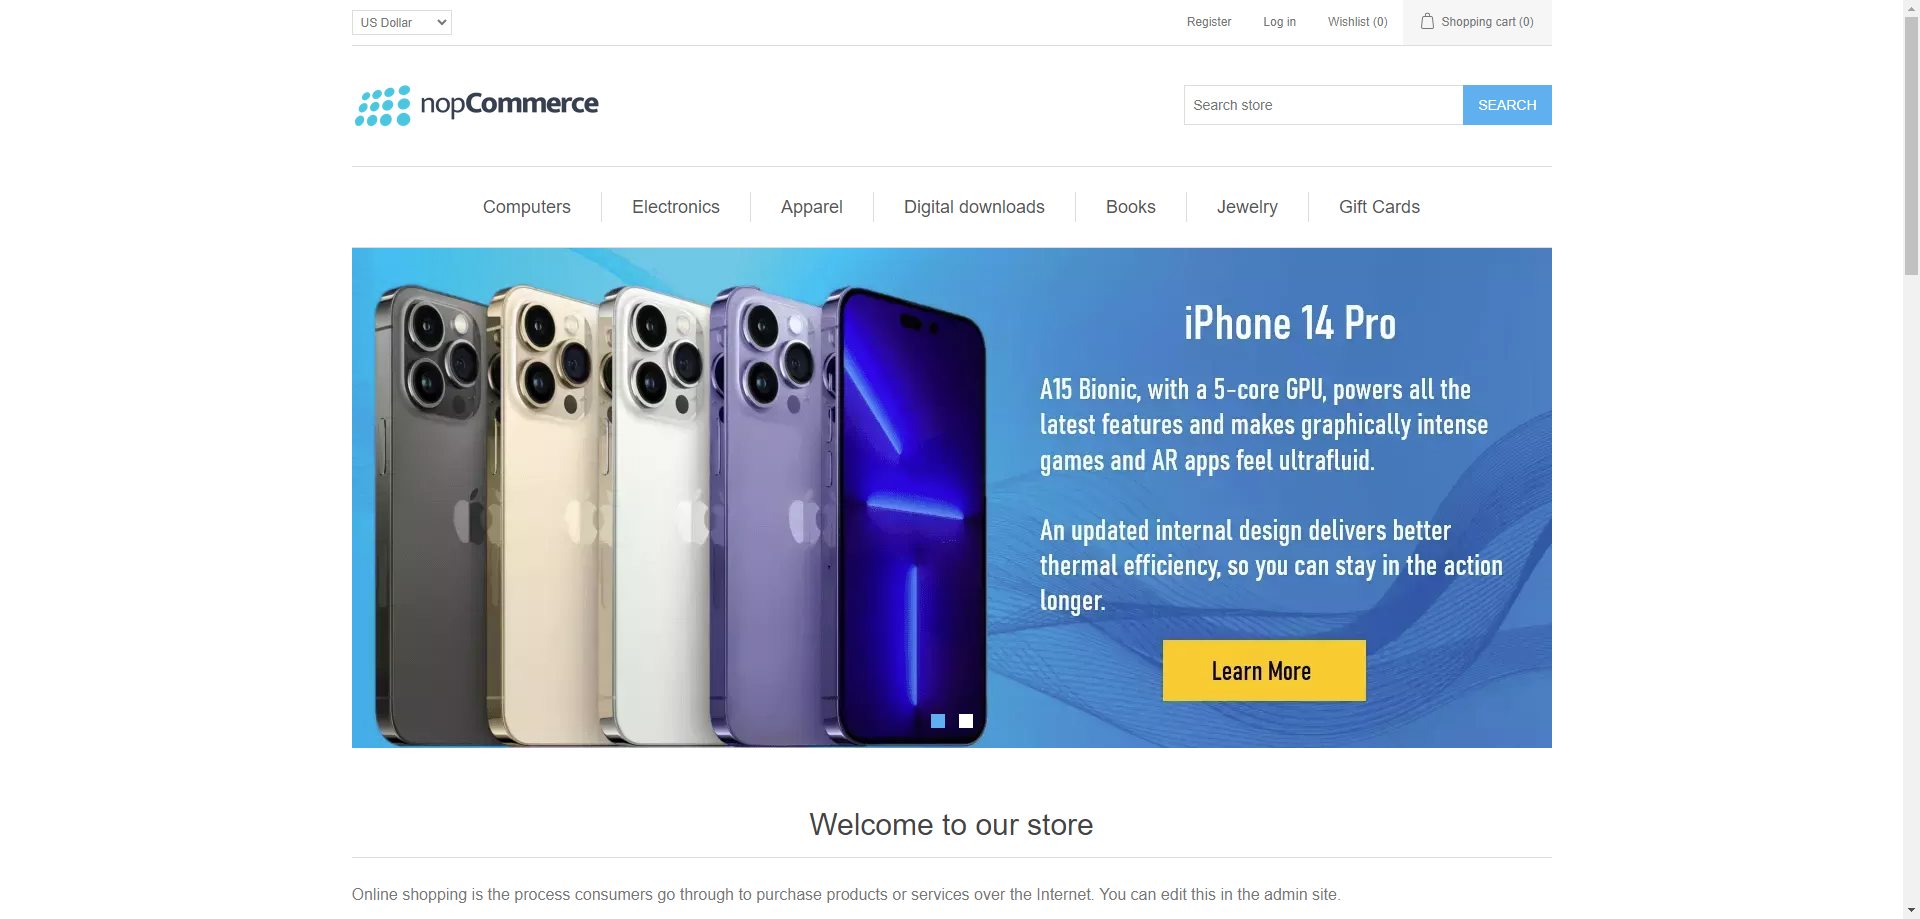 US Dollar
Register
Log in
Wishlist (0)
Shopping cart (0)
nopCommerce
Search store
SEARCH
Computers
Electronics
Apparel
Digital downloads
Books
Jewelry
Gift Cards
iPhone 14 Pro
A15 Bionic, with a 5-core GPU, powers all the
latest features and makes graphically intense
games and AR apps feel ultrafluid.
An updated internal design delivers better
thermal efficiency, so you can stay in the action
longer.
Learn More
Welcome to our store
Online shopping is the process consumers go through to purchase products or services over the Internet. You can edit this in the admin site.